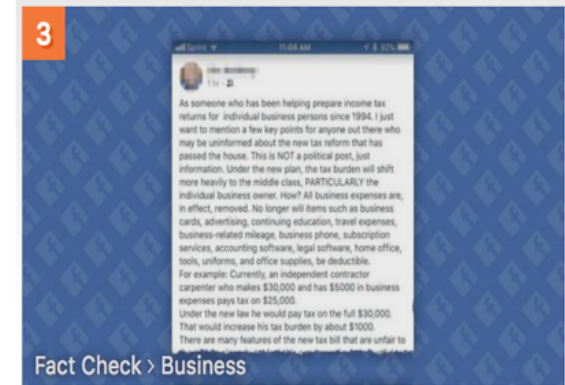 3
Sprint 11:08 AM 92%
1 hr
As someone who has been helping prepare income tax
returns for individual business persons since 1994. I just
want to mention a few key points for anyone out there who
may be uninformed about the new tax reform that has
passed the house. This is NOT a political post, just
information. Under the new plan, the tax burden will shift
more heavily to the middle class, PARTICULARLY the
individual business owner. How? All business expenses are,
in effect, removed. No longer will items such as business
cards, advertising, continuing education, travel expenses,
business-related mileage, business phone, subscription
services, accounting software, legal software, home office,
tools, uniforms, and office supplies, be deductible.
For example: Currently, an independent contractor
carpenter who makes $30,000 and has $5000 in business
expenses pays tax on $25,000.
Under the new law he would pay tax on the full $30,000.
That would increase his tax burden by about $1000.
There are many features of the new tax bill that are unfair to
Fact Check > Business